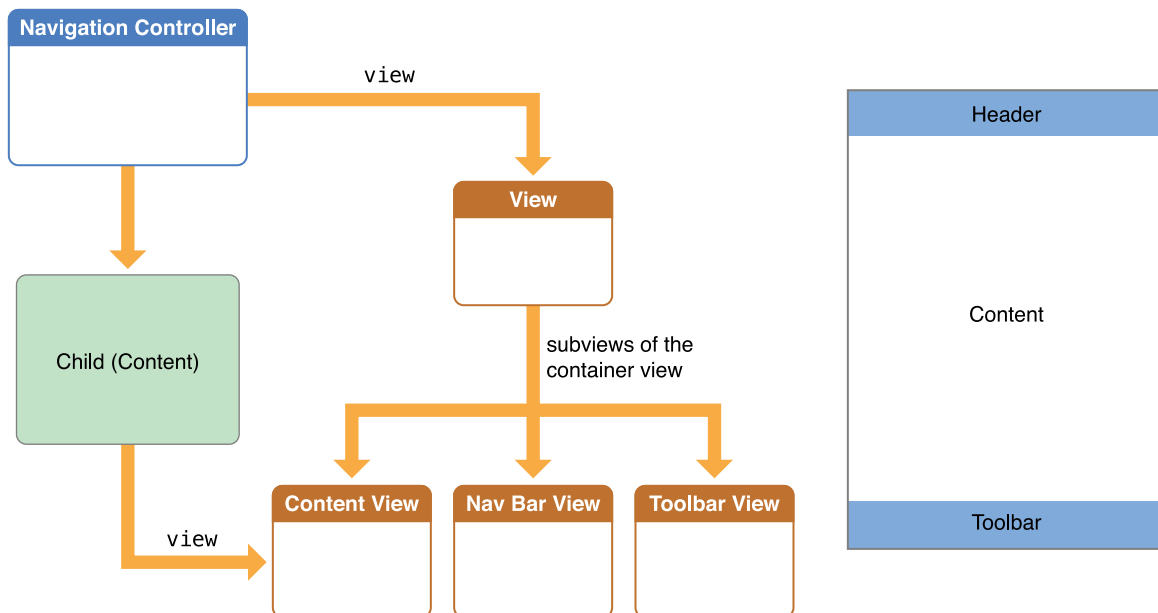 Navigation Controller
view
Header
View
Content
subviews of the
container view
Child (Content)
Content View
Nav Bar View
Toolbar View
Toolbar
view